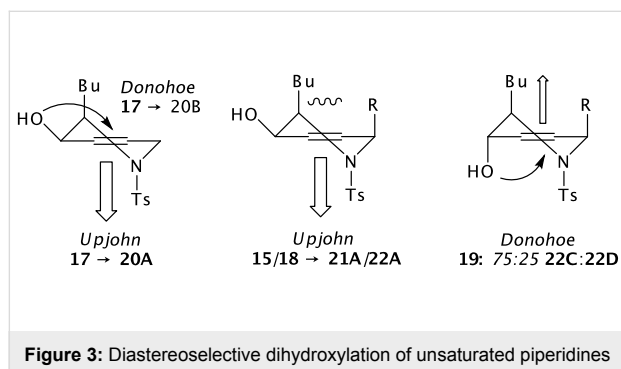 Bu
Donohoe
17 → 20B
HO
N
Ts
Upjohn
17 → 20A
Bu
R
HO
N
Ts
Upjohn
15/18 → 21A/22A
Bu
R
HO
N
Ts
Donohoe
19: 75:25 22C:22D
Figure 3: Diastereoselective dihydroxylation of unsaturated piperidines